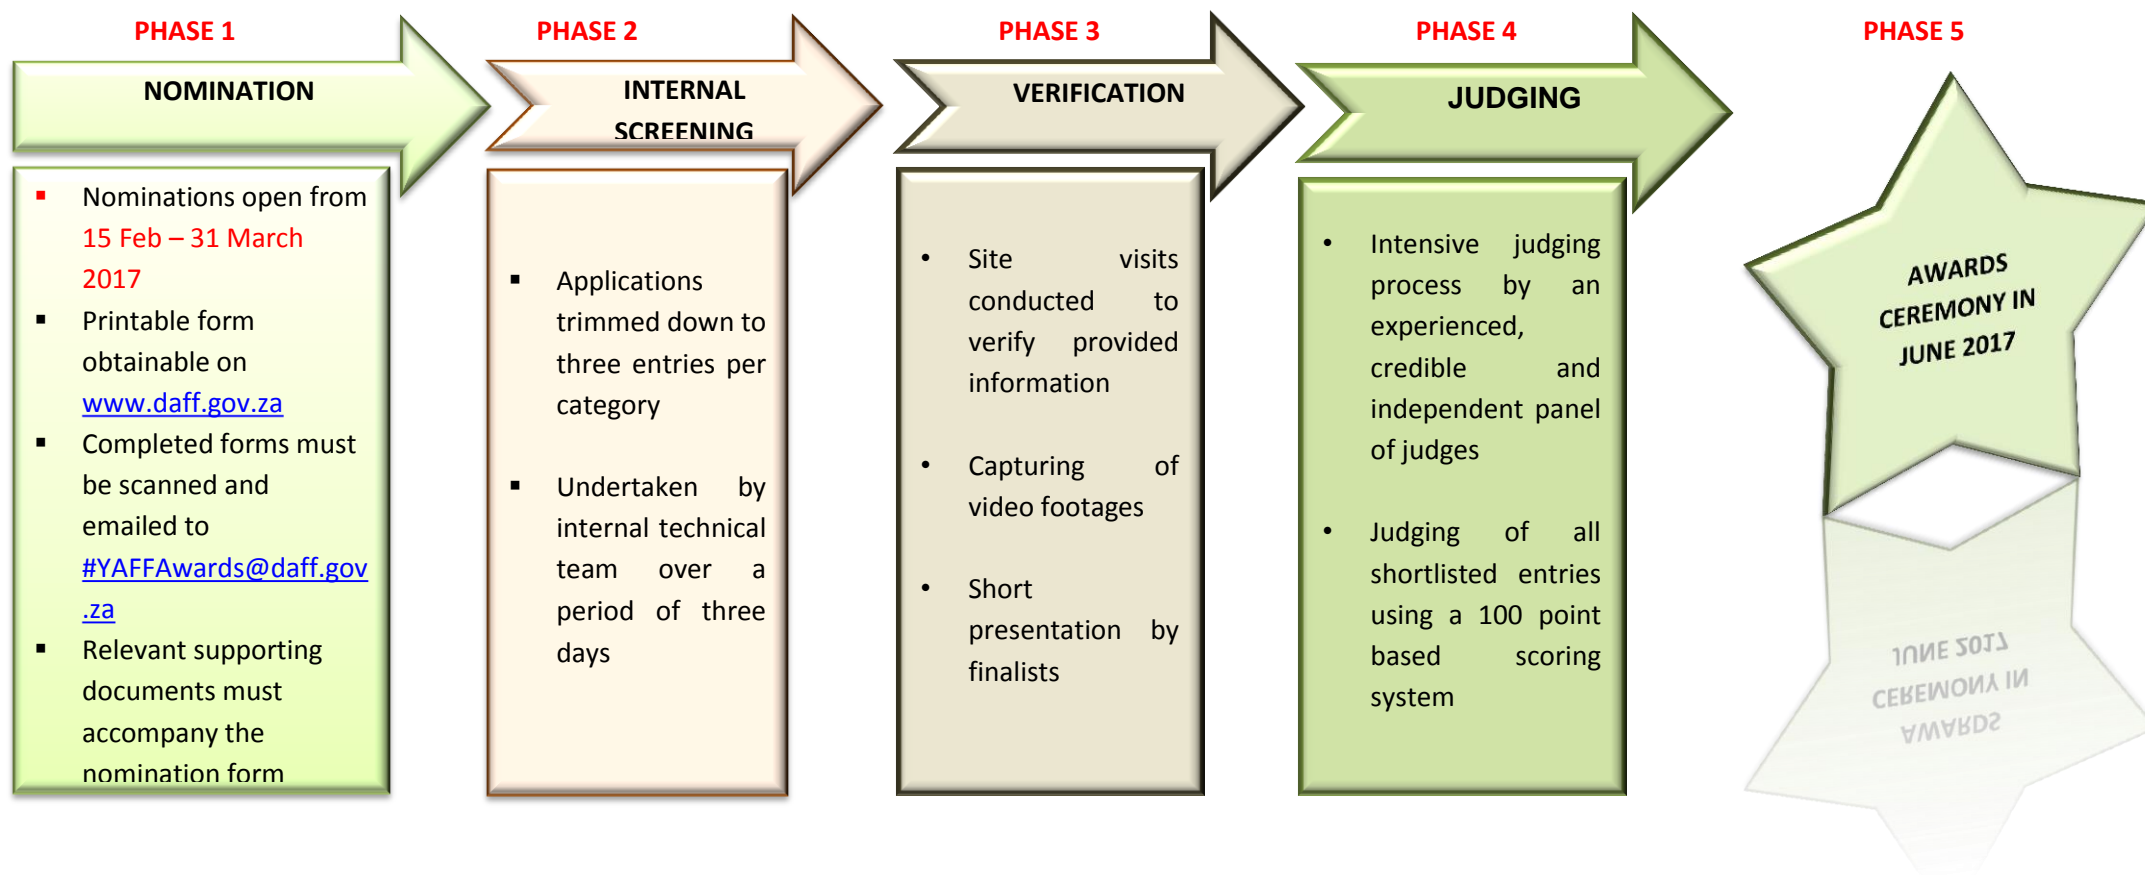 PHASE 1
NOMINATION
▪ Nominations open from
15 Feb – 31 March
2017
▪ Printable form
obtainable on
www.daff.gov.za
▪ Completed forms must
be scanned and
emailed to
#YAFFAwards@daff.gov
.za
▪ Relevant supporting
documents must
accompany the
nomination form
PHASE 2
INTERNAL
SCREENING
▪ Applications
trimmed down to
three entries per
category
▪ Undertaken by
internal technical
team over a
period of three
days
PHASE 3
VERIFICATION
• Site visits
conducted to
verify provided
information
• Capturing of
video footages
• Short
presentation by
finalists
PHASE 4
JUDGING
• Intensive judging
process by an
experienced,
credible and
independent panel
of judges
• Judging of all
shortlisted entries
using a 100 point
based scoring
system
PHASE 5
AWARDS
CEREMONY IN
JUNE 2017